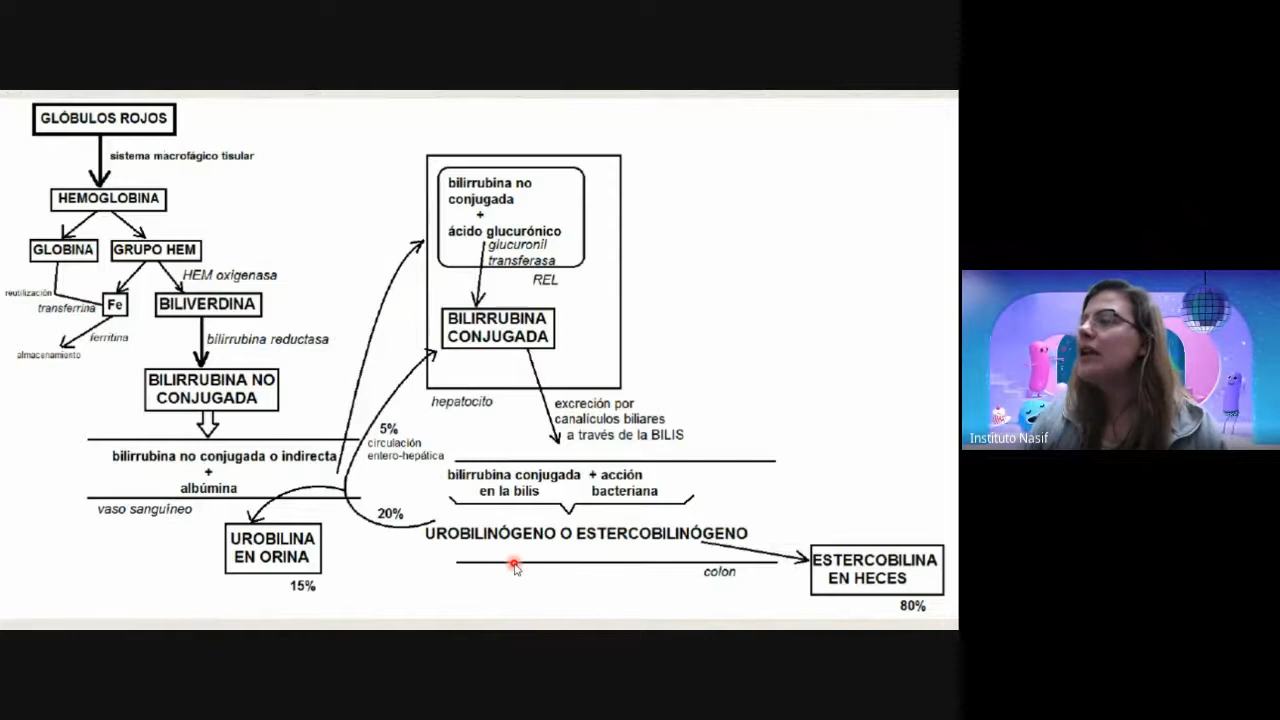 GLÓBULOS ROJOS
sistema macrofágico tisular
HEMOGLOBINA
GLOBINA
GRUPO HEM
HEM oxigenasa
reutilización
transferrina
Fe
BILIVERDINA
ferritina
almacenamiento
bilirrubina reductasa
BILIRRUBINA NO
CONJUGADA
bilirrubina no conjugada o indirecta
+
albúmina
vaso sanguíneo
UROBILINA
EN ORINA
15%
bilirrubina no
conjugada
+
ácido glucurónico
glucuronil
transferasa
REL
BILIRRUBINA
CONJUGADA
hepatocito
5%
circulación
entero-hepática
20%
excreción por
canalículos biliares
a través de la BILIS
bilirrubina conjugada + acción
en la bilis bacteriana
UROBILINÓGENO O ESTERCOBILINÓGENO
colon
ESTERCOBILINA
EN HECES
80%
Instituto Nasif